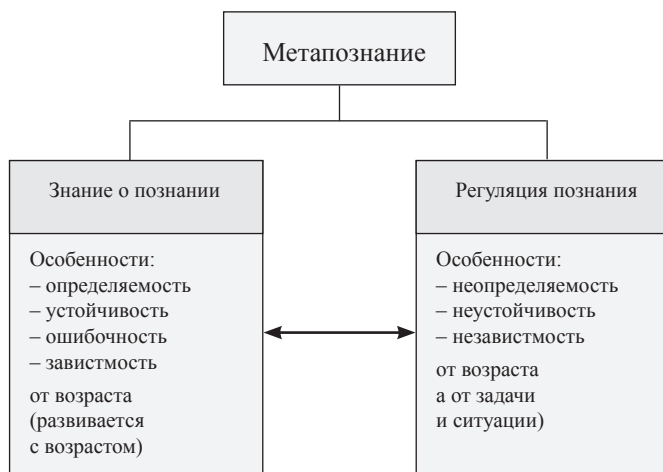 Метапознание
Знание о познании
Особенности:
– определяемость
– устойчивость
– ошибочность
– завистмость
от возраста
(развивается
с возрастом)
Регуляция познания
Особенности:
– неопределяемость
– неустойчивость
– независтмость
от возраста
а от задачи
и ситуации)